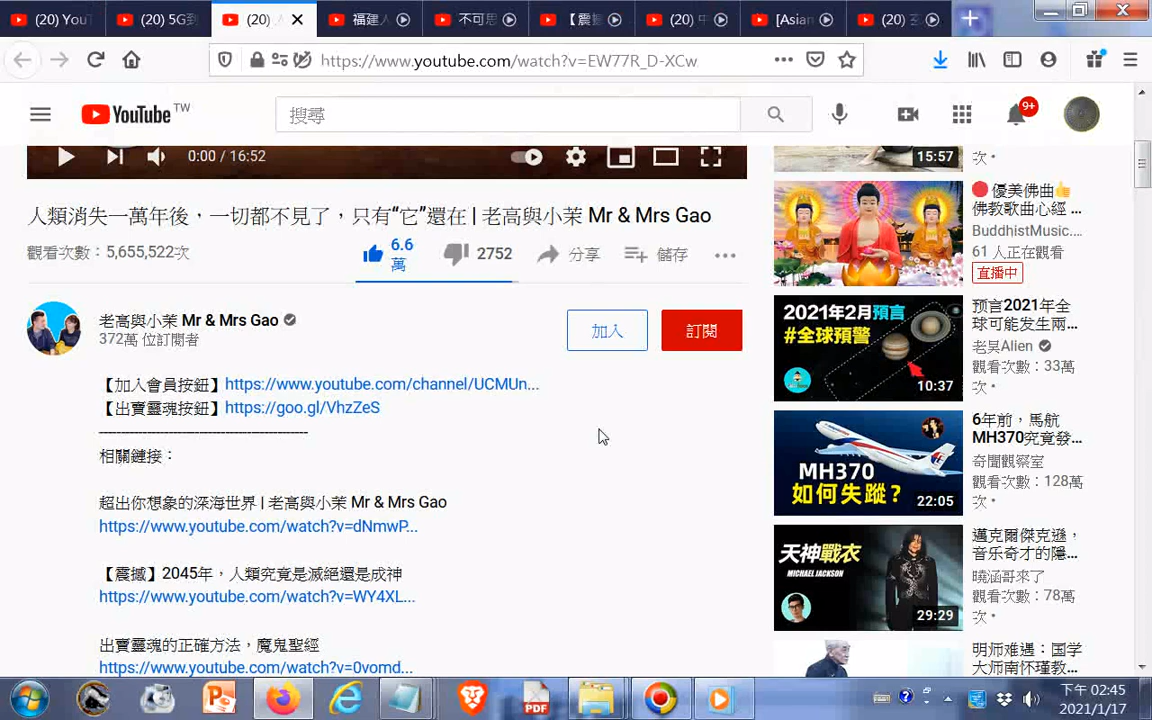 (20) You
(20) 5G到
(20)
福建人
不可思
【震撼
(20) 中
[Asian
(20) 云
https://www.youtube.com/watch?v=EW77R_D-XCw
YouTube TW
搜尋
9+
0:00 / 16:52
人類消失一萬年後，一切都不見了，只有“它”還在 | 老高與小茉 Mr & Mrs Gao
觀看次數：5,655,522次
6.6萬
2752
分享
儲存
老高與小茉 Mr & Mrs Gao
372萬 位訂閱者
加入
訂閱
【加入會員按鈕】https://www.youtube.com/channel/UCMUn...
【出賣靈魂按鈕】https://goo.gl/VhzZeS
----------------------------------------------
相關鏈接：
超出你想象的深海世界 | 老高與小茉 Mr & Mrs Gao
https://www.youtube.com/watch?v=dNmwP...
【震撼】2045年，人類究竟是滅絕還是成神
https://www.youtube.com/watch?v=WY4XL...
出賣靈魂的正確方法，魔鬼聖經
https://www.youtube.com/watch?v=0vomd...
15:57
次・
優美佛曲
佛教歌曲心經 ...
BuddhistMusic....
61 人正在觀看
直播中
2021年2月預言
#全球預警
10:37
预言2021年全
球可能发生兩...
老吴Alien
觀看次數：33萬
次・
MH370
如何失蹤？
22:05
6年前，馬航
MH370究竟發...
奇聞觀察室
觀看次數：128萬
次・
天神戰衣
MICHAEL JACKSON
29:29
邁克爾傑克遜，
音乐奇才的隱...
曉涵哥來了
觀看次數：78萬
次・
明师难遇：国学
大师南怀瑾教...
PDF
下午 02:45
2021/1/17